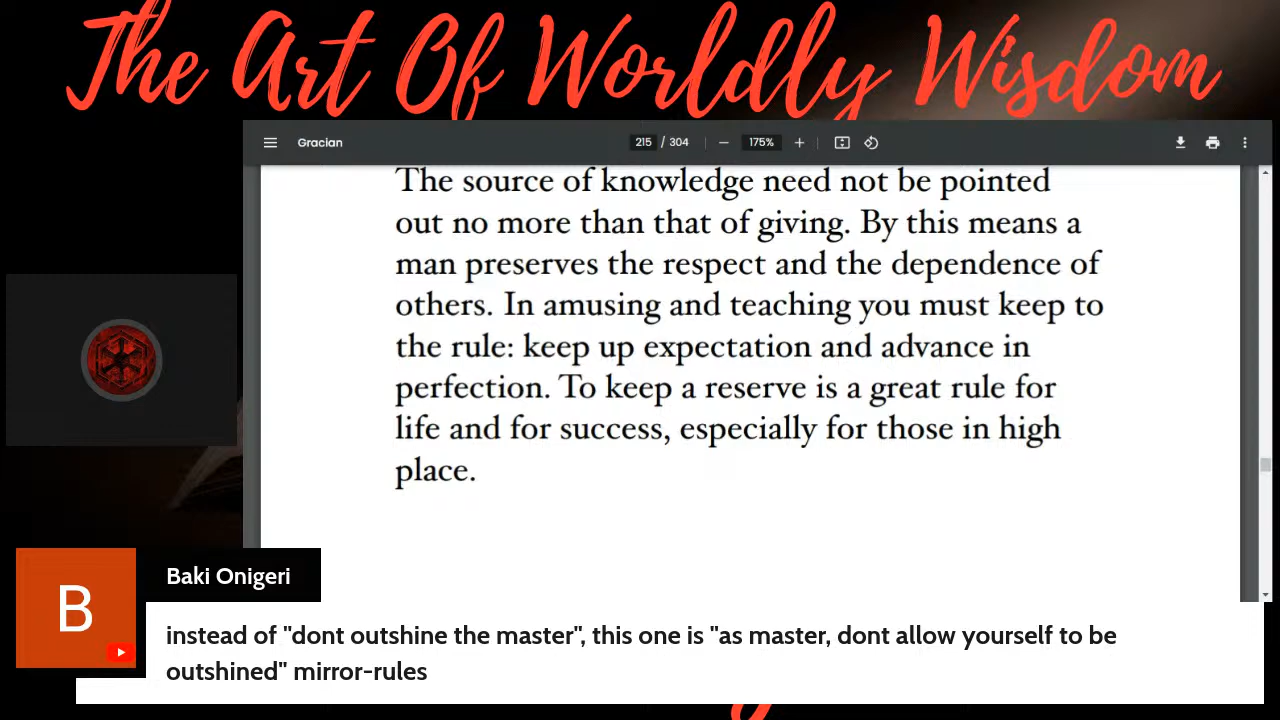 The Art Of Worldly Wisdom
Gracian
215 / 304
175%
The source of knowledge need not be pointed
out no more than that of giving. By this means a
man preserves the respect and the dependence of
others. In amusing and teaching you must keep to
the rule: keep up expectation and advance in
perfection. To keep a reserve is a great rule for
life and for success, especially for those in high
place.
B
Baki Onigeri
instead of "dont outshine the master", this one is "as master, dont allow yourself to be
outshined" mirror-rules